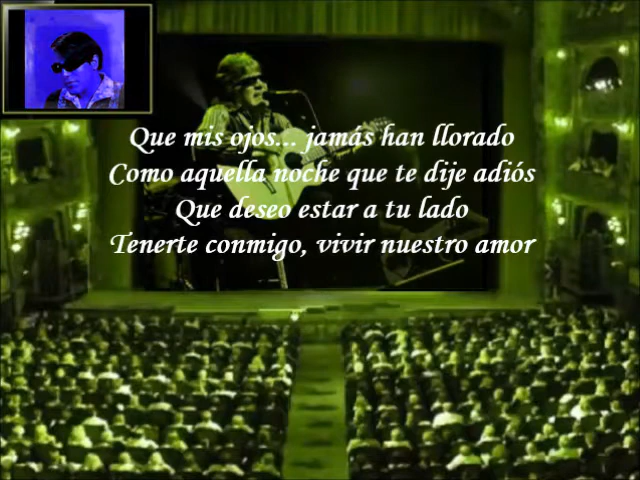 Que mis ojos... jamás han llorado
Como aquella noche que te dije adiós
Que deseo estar a tu lado
Tenerte conmigo, vivir nuestro amor